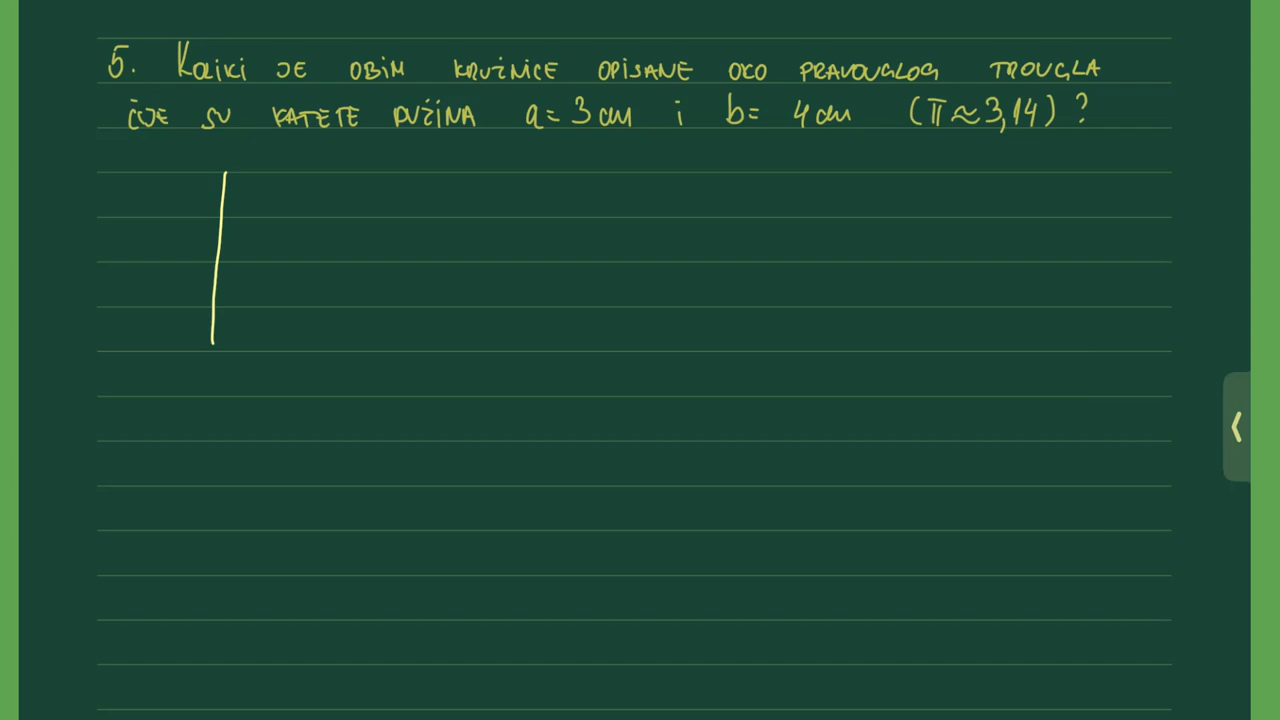 5. Koliki JE OBIM KRUŽNICE OPISANE OKO PRAVOUGLOG TROUGLA
ČIJE SU KATETE DUŽINA a= 3 cm i b= 4 cm (π≈3,14) ?